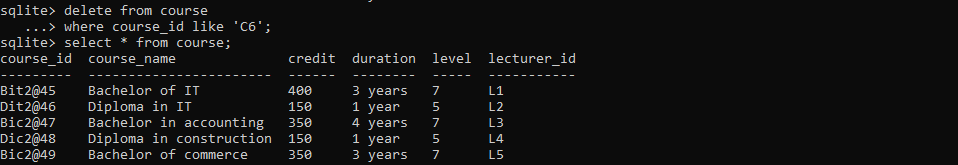 sqlite> delete from course
   ...> where course_id like 'C6';
sqlite> select * from course;
course_id  course_name              credit  duration  level  lecturer_id
---------  -----------------------  ------  --------  -----  -----------
Bit2@45    Bachelor of IT           400     3 years   7      L1
Dit2@46    Diploma in IT            150     1 year    5      L2
Bic2@47    Bachelor in accounting   350     4 years   7      L3
Dic2@48    Diploma in construction  150     1 year    5      L4
Bic2@49    Bachelor of commerce     350     3 years   7      L5